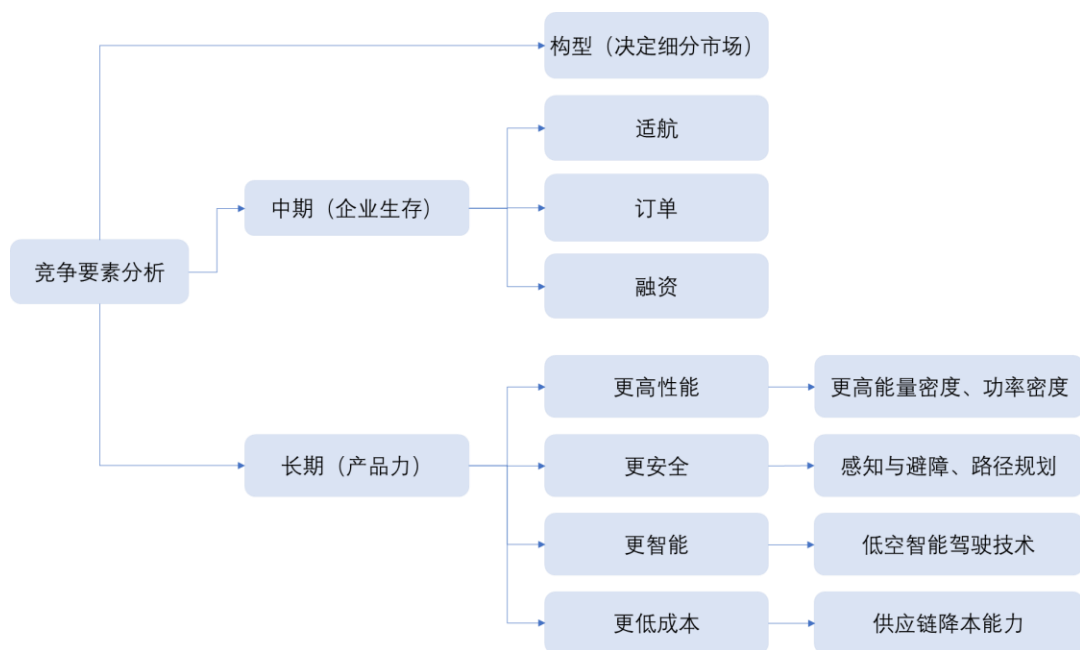 构型（决定细分市场）
适航
中期（企业生存）
订单
竞争要素分析
融资
更高性能
更高能量密度、功率密度
长期（产品力）
更安全
感知与避障、路径规划
更智能
低空智能驾驶技术
更低成本
供应链降本能力